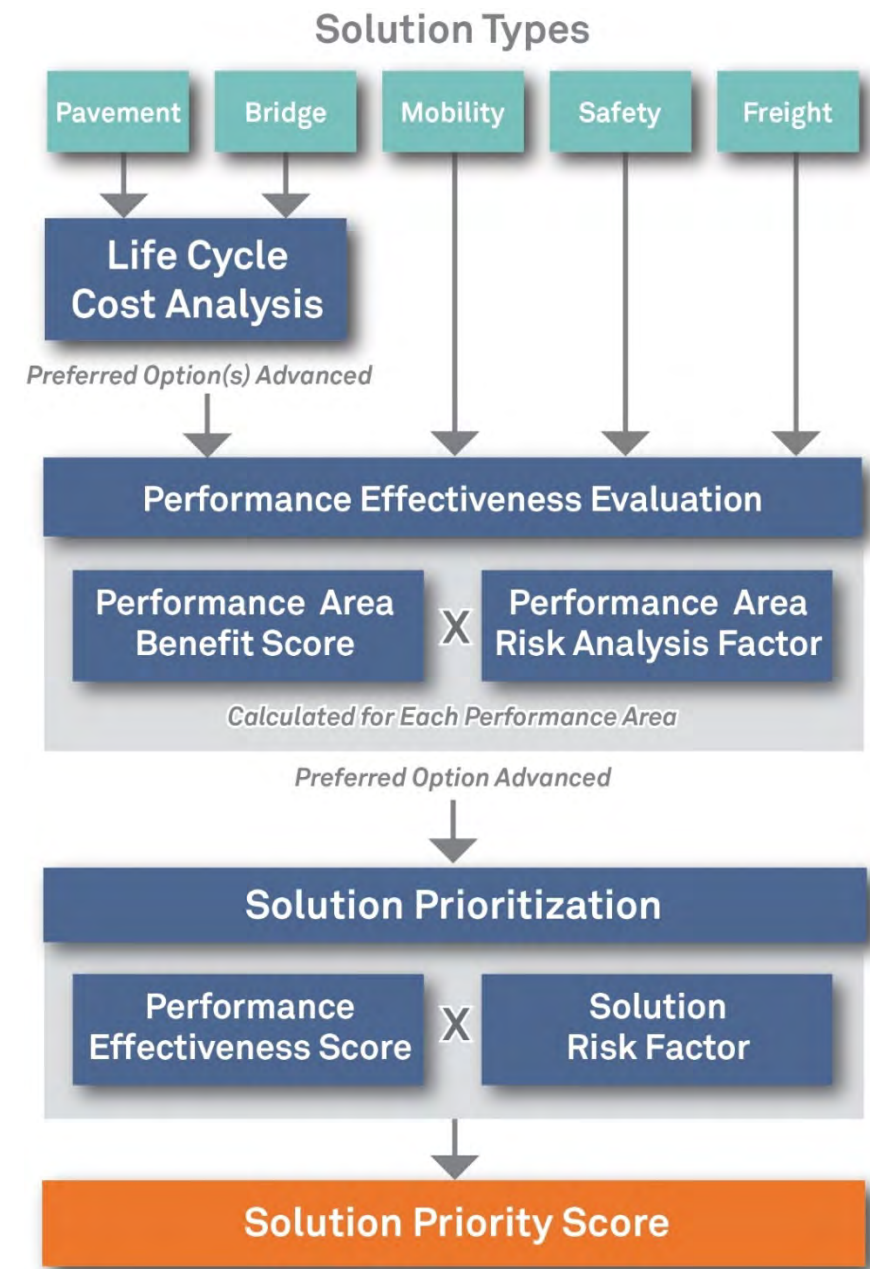 Solution Types
Pavement
Bridge
Mobility
Safety
Freight
Life Cycle
Cost Analysis
Preferred Option(s) Advanced
Performance Effectiveness Evaluation
Performance Area
Benefit Score
X
Performance Area
Risk Analysis Factor
Calculated for Each Performance Area
Preferred Option Advanced
Solution Prioritization
Performance
Effectiveness Score
X
Solution
Risk Factor
Solution Priority Score